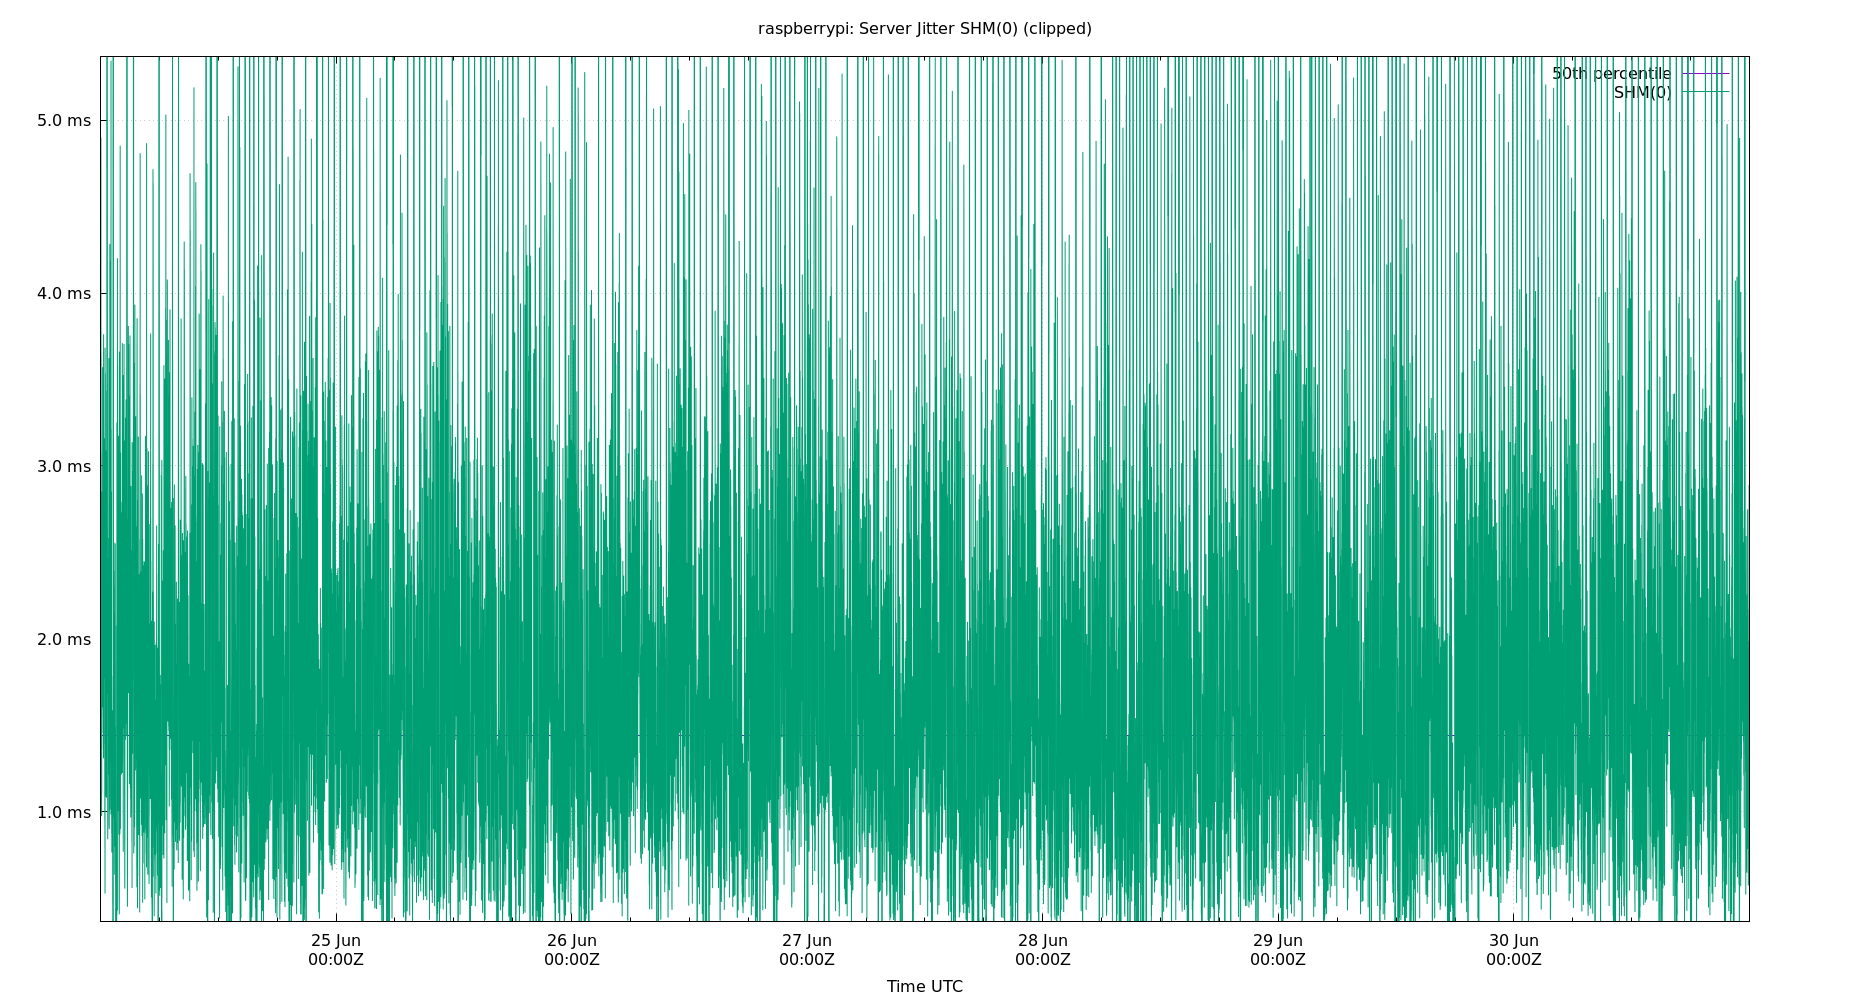 raspberrypi: Server Jitter SHM(0) (clipped)
50th percentile
SHM(0)
5.0 ms
4.0 ms
3.0 ms
2.0 ms
1.0 ms
25 Jun 26 Jun 27 Jun 28 Jun 29 Jun 30 Jun
00:00Z 00:00Z 00:00Z 00:00Z 00:00Z 00:00Z
Time UTC